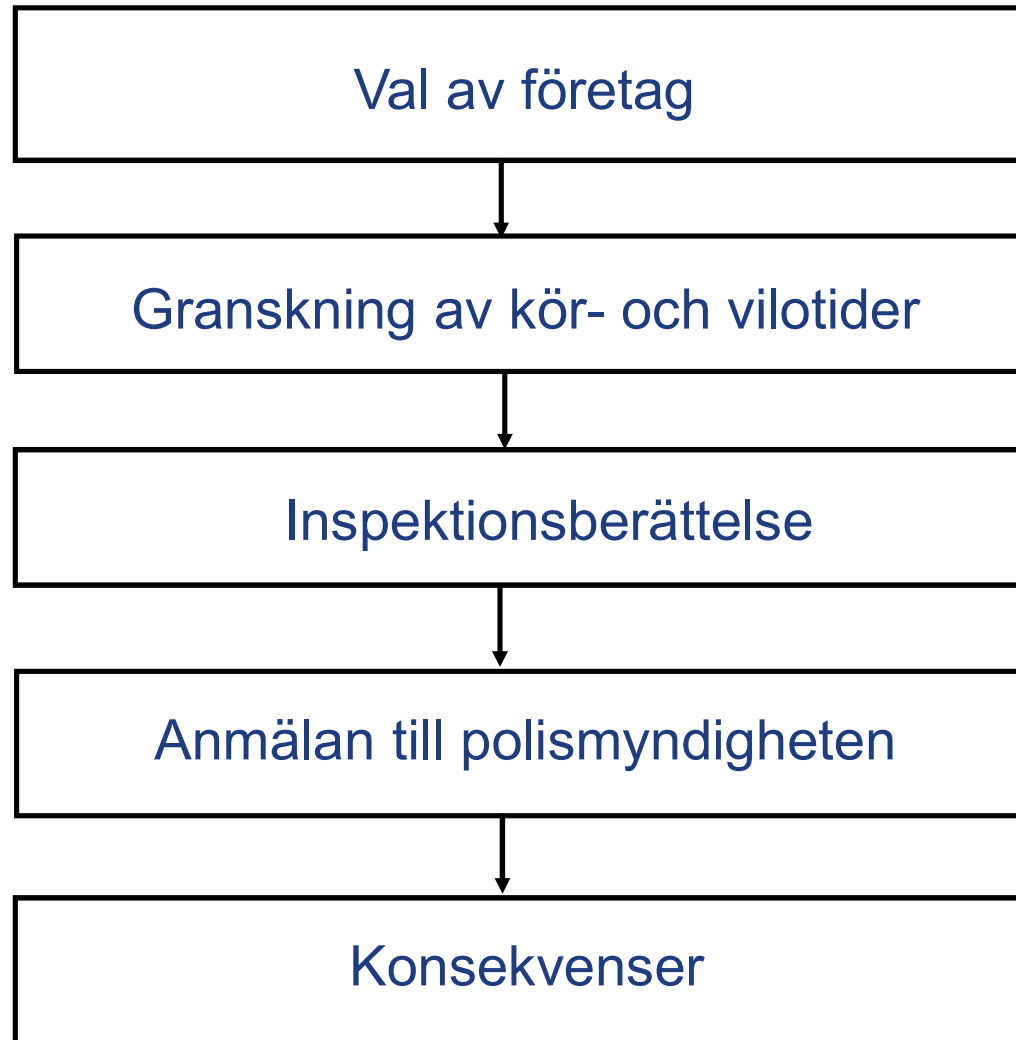 Val av företag
Granskning av kör- och vilotider
Inspektionsberättelse
Anmälan till polismyndigheten
Konsekvenser